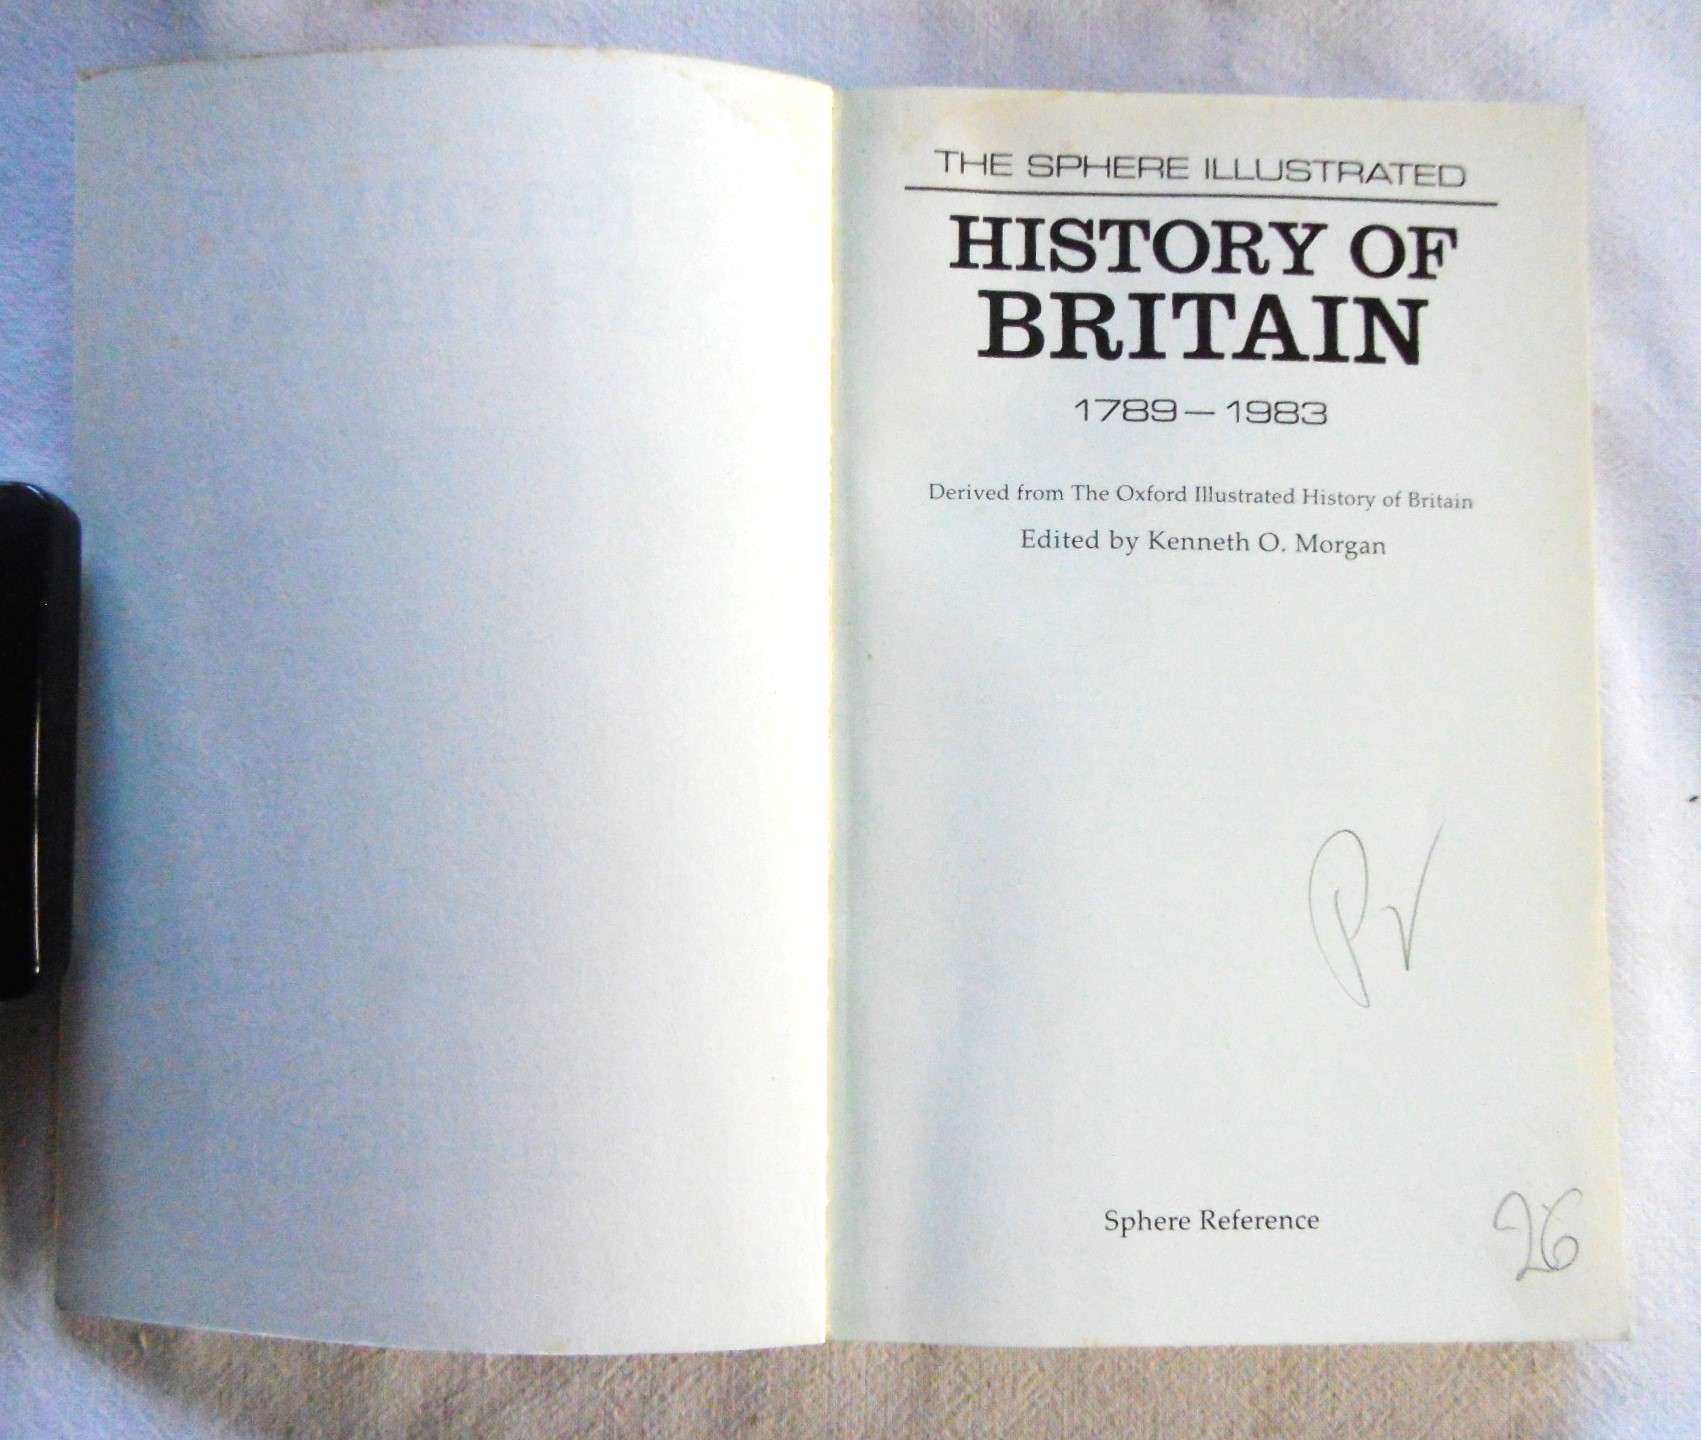 THE SPHERE ILLUSTRATED
HISTORY OF
BRITAIN
1789 – 1983
Derived from The Oxford Illustrated History of Britain
Edited by Kenneth O. Morgan
Sphere Reference
26